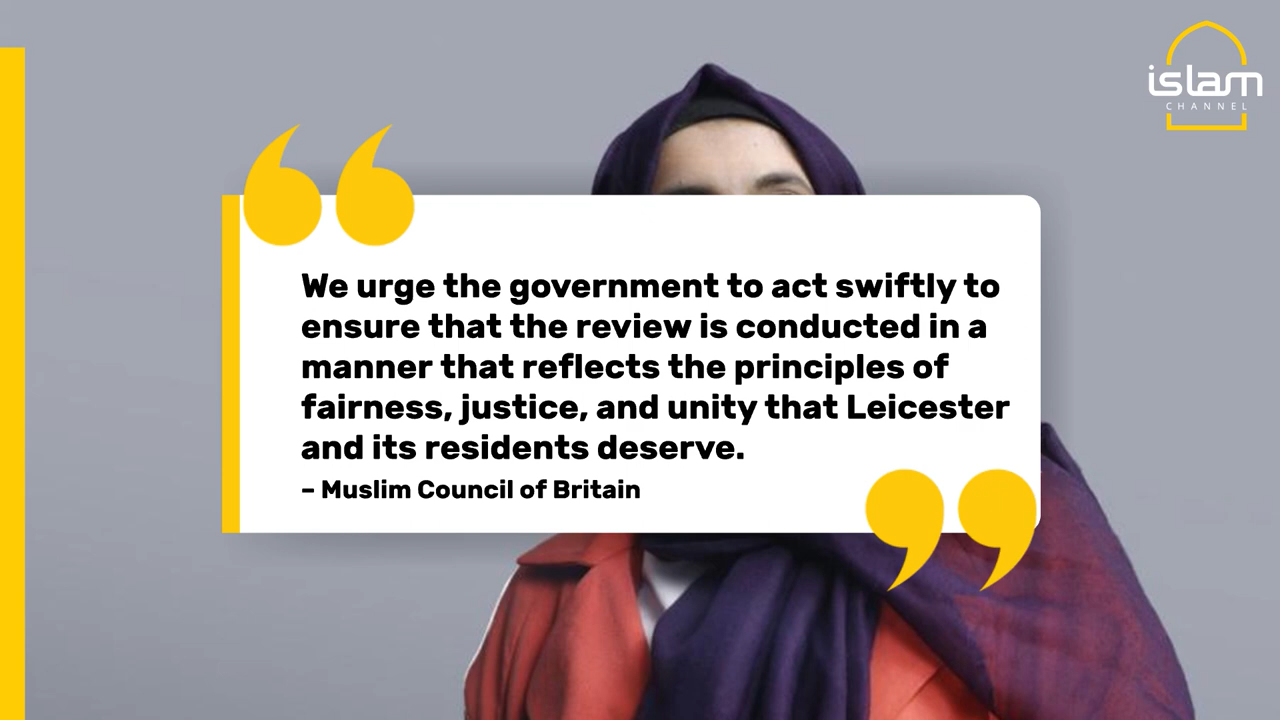 islam
CHANNEL
We urge the government to act swiftly to
ensure that the review is conducted in a
manner that reflects the principles of
fairness, justice, and unity that Leicester
and its residents deserve.
– Muslim Council of Britain